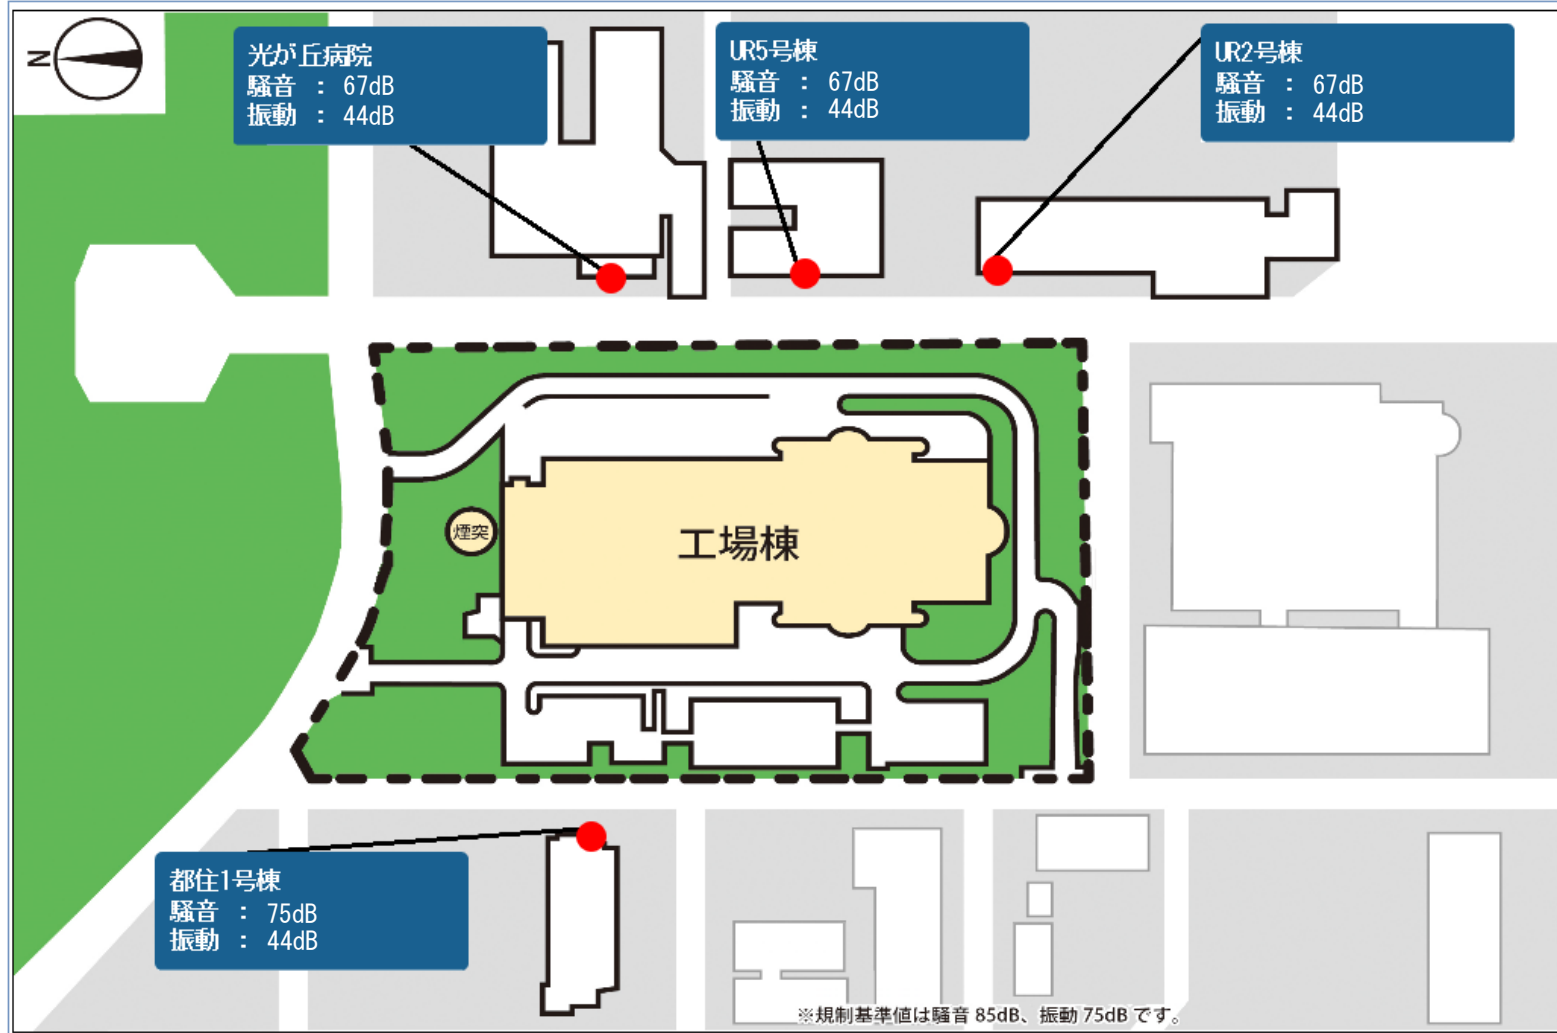 N
光が丘病院
騒音 : 67dB
振動 : 44dB
UR5号棟
騒音 : 67dB
振動 : 44dB
UR2号棟
騒音 : 67dB
振動 : 44dB
煙突
工場棟
都住1号棟
騒音 : 75dB
振動 : 44dB
※規制基準値は騒音 85dB、振動 75dB です。